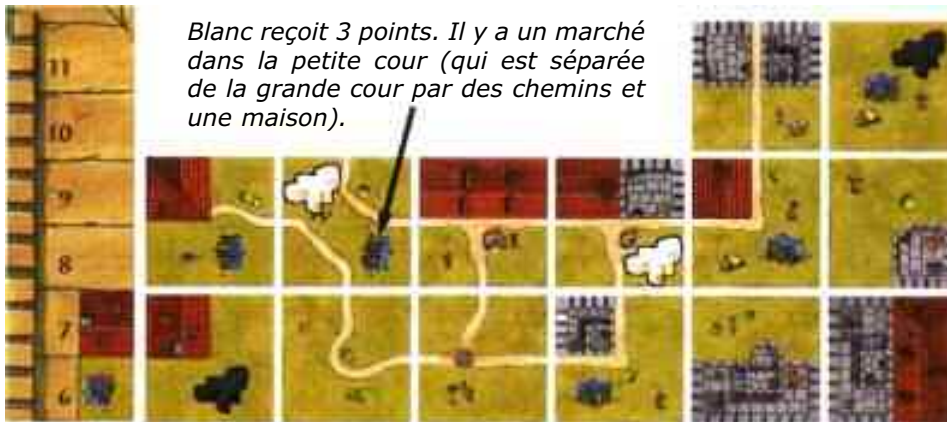 Blanc reçoit 3 points. Il y a un marché
dans la petite cour (qui est séparée
de la grande cour par des chemins et
une maison).
11
10
9
8
7
6